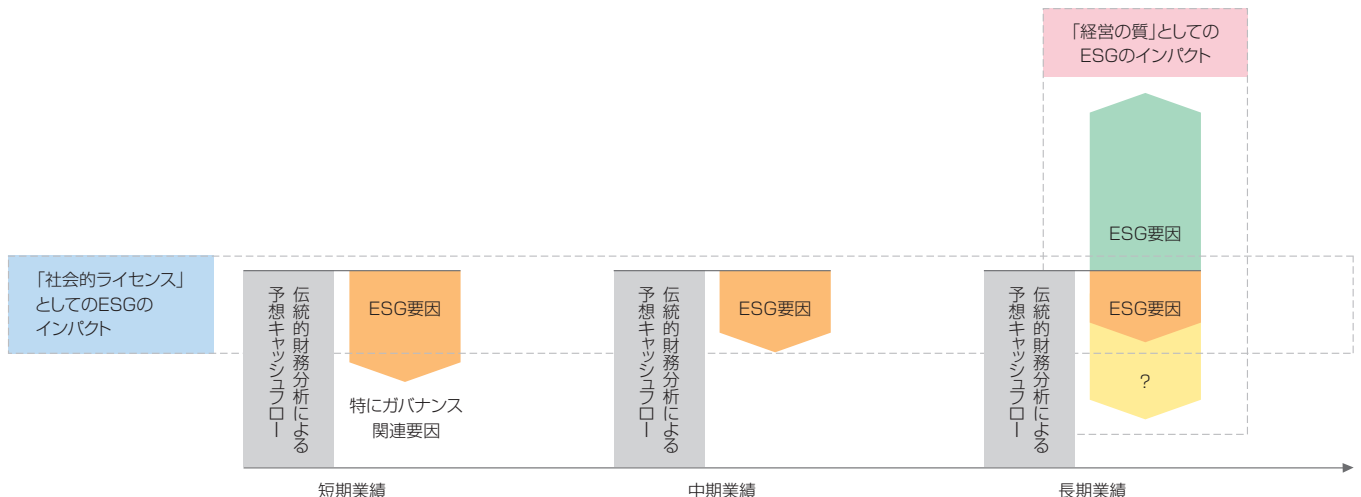 「経営の質」としての
ESGのインパクト
ESG要因
「社会的ライセンス」
としてのESGの
インパクト
伝統的財務分析による
予想キャッシュフロー
ESG要因
特にガバナンス
関連要因
伝統的財務分析による
予想キャッシュフロー
ESG要因
伝統的財務分析による
予想キャッシュフロー
ESG要因
?
短期業績
中期業績
長期業績